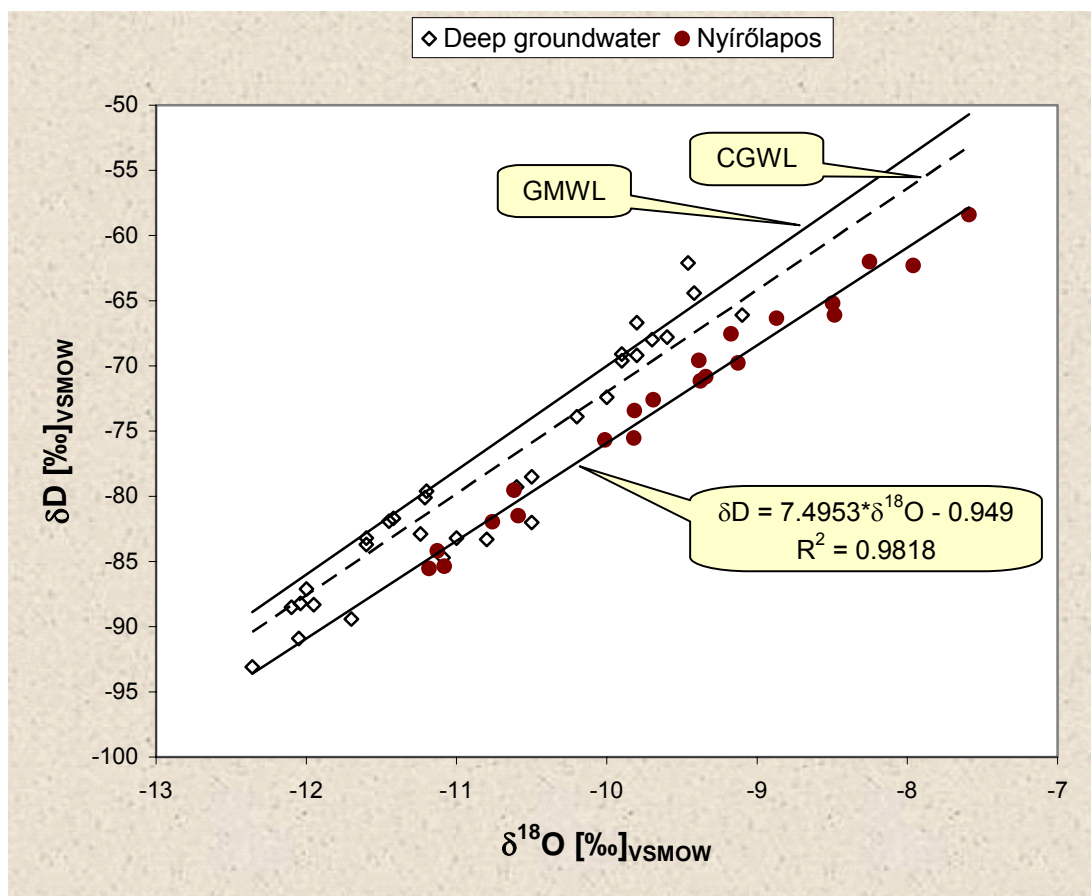 Deep groundwater Nyírőlapos
-50
-55
-60
-65
-70
-75
-80
-85
-90
-95
-100
-13 -12 -11 -10 -9 -8 -7
δD [‰]VSMOW
δ18O [‰]VSMOW
GMWL
CGWL
δD = 7.4953*δ18O - 0.949
R2 = 0.9818